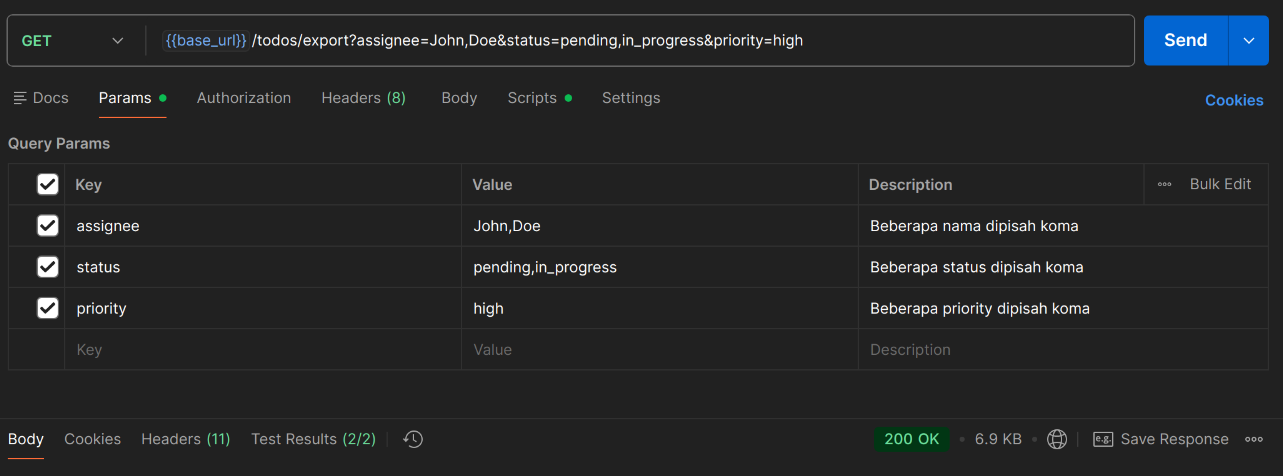 GET {{base_url}}/todos/export?assignee=John,Doe&status=pending,in_progress&priority=high Send
Docs Params Authorization Headers (8) Body Scripts Settings Cookies
Query Params
Key Value Description Bulk Edit
assignee John,Doe Beberapa nama dipisah koma
status pending,in_progress Beberapa status dipisah koma
priority high Beberapa priority dipisah koma
Key Value Description
Body Cookies Headers (11) Test Results (2/2) 200 OK 6.9 KB e.g. Save Response